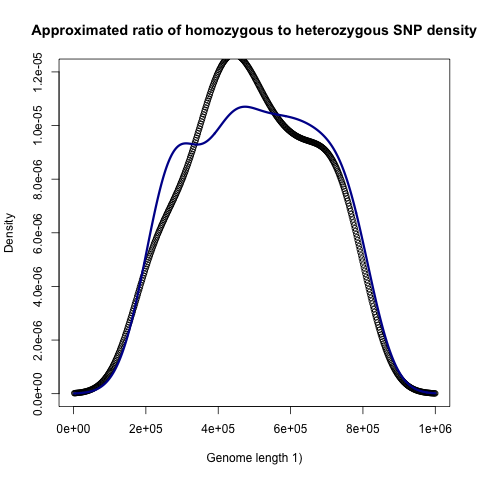 Approximated ratio of homozygous to heterozygous SNP density
Density
1.2e-05
1.0e-05
8.0e-06
6.0e-06
4.0e-06
2.0e-06
0.0e+00
0e+00 2e+05 4e+05 6e+05 8e+05 1e+06
Genome length 1)